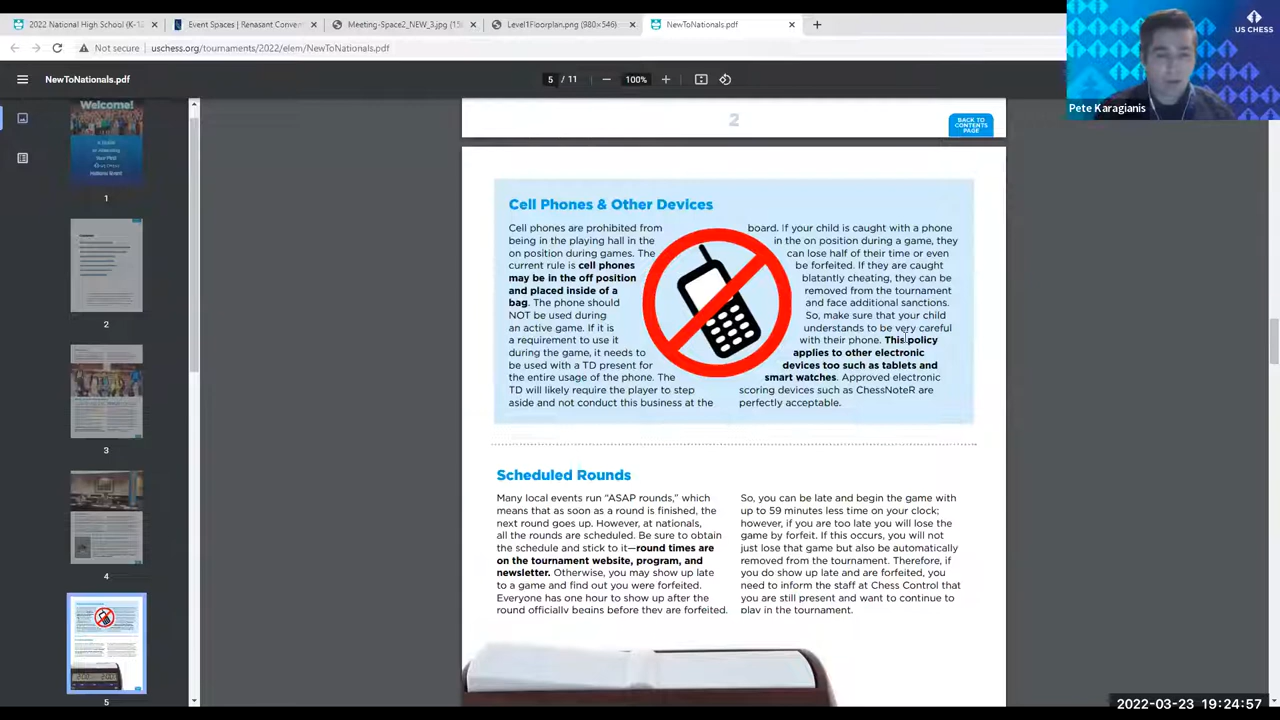 2022 National High School (K-12
Event Spaces | Renasant Conven
Meeting-Space2_NEW_3.jpg (15
Level1Floorplan.png (980×546)
NewToNationals.pdf
Not secure
uschess.org/tournaments/2022/elem/NewToNationals.pdf
NewToNationals.pdf
5 / 11
100%
US CHESS
Pete Karagianis
Welcome!
1
2
3
4
5
2
BACK TO
CONTENTS
PAGE
Cell Phones & Other Devices
Cell phones are prohibited from
being in the playing hall in the
on position during games. The
current rule is cell phones
may be in the off position
and placed inside of a
bag. The phone should
NOT be used during
an active game. If it is
a requirement to use it
during the game, it needs to
be used with a TD present for
the entire usage of the phone. The
TD will likely require the player to step
aside and not conduct this business at the
board. If your child is caught with a phone
in the on position during a game, they
can lose half of their time or even
be forfeited. If they are caught
blatantly cheating, they can be
removed from the tournament
and face additional sanctions.
So, make sure that your child
understands to be very careful
with their phone. This policy
applies to other electronic
devices too such as tablets and
smart watches. Approved electronic
scoring devices such as ChessNoteR are
perfectly acceptable.
Scheduled Rounds
Many local events run "ASAP rounds," which
means that as soon as a round is finished, the
next round goes up. However, at nationals,
all the rounds are scheduled. Be sure to obtain
the schedule and stick to it—round times are
on the tournament website, program, and
newsletter. Otherwise, you may show up late
to a game and find out you were forfeited.
Everyone has one hour to show up after the
round officially begins before they are forfeited.
So, you can be late and begin the game with
up to 59 minutes less time on your clock;
however, if you are too late you will lose the
game by forfeit. If this occurs, you will not
just lose that game but also be automatically
removed from the tournament. Therefore, if
you do show up late and are forfeited, you
need to inform the staff at Chess Control that
you are still present and want to continue to
play in the tournament.
2022-03-23 19:24:57